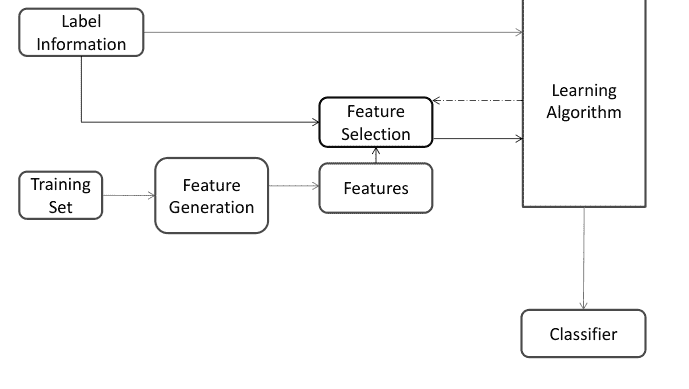 Label
Information
Feature
Selection
Learning
Algorithm
Training
Set
Feature
Generation
Features
Classifier